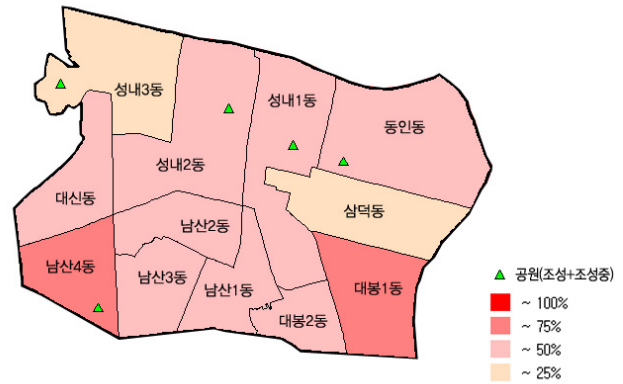 성내3동
성내1동
동인동
성내2동
대신동
삼덕동
남산2동
남산4동
남산3동
남산1동
대봉1동
대봉2동
공원(조성+조성중)
~ 100%
~ 75%
~ 50%
~ 25%